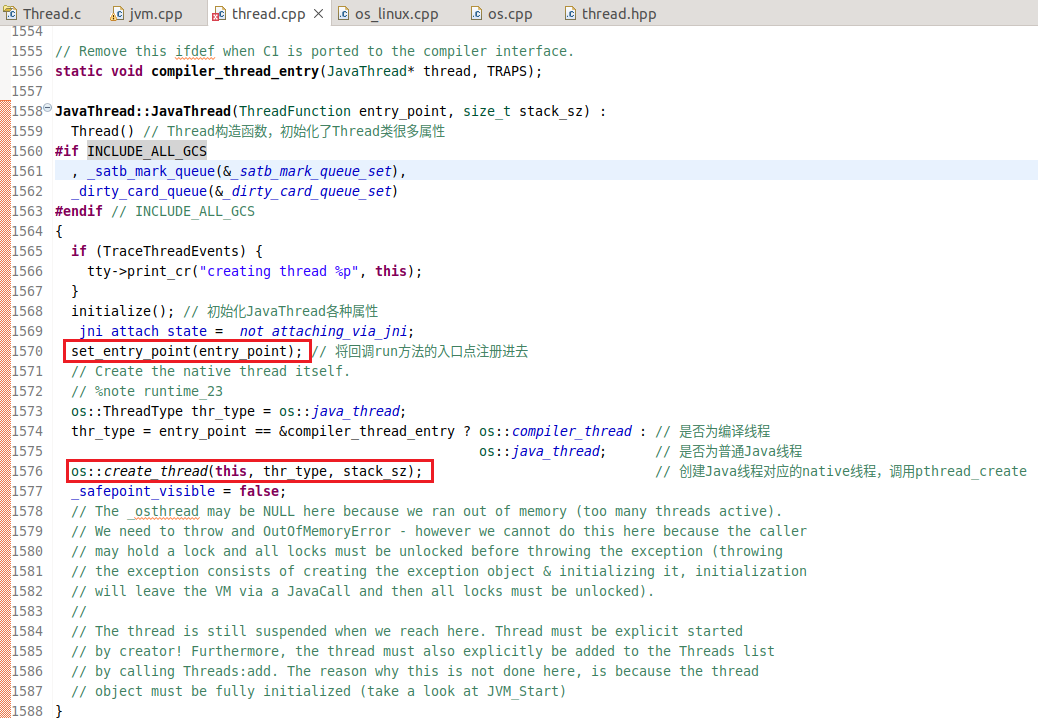 Thread.c jvm.cpp thread.cpp os_linux.cpp os.cpp thread.hpp
1554
1555 // Remove this ifdef when C1 is ported to the compiler interface.
1556 static void compiler_thread_entry(JavaThread* thread, TRAPS);
1557
1558 JavaThread::JavaThread(ThreadFunction entry_point, size_t stack_sz) :
1559   Thread() // Thread构造函数，初始化了Thread类很多属性
1560 #if INCLUDE_ALL_GCS
1561   , _satb_mark_queue(&_satb_mark_queue_set),
1562   _dirty_card_queue(&_dirty_card_queue_set)
1563 #endif // INCLUDE_ALL_GCS
1564 {
1565   if (TraceThreadEvents) {
1566     tty->print_cr("creating thread %p", this);
1567   }
1568   initialize(); // 初始化JavaThread各种属性
1569   _jni_attach_state = _not_attaching_via_jni;
1570   set_entry_point(entry_point); // 将回调run方法的入口点注册进去
1571   // Create the native thread itself.
1572   // %note runtime_23
1573   os::ThreadType thr_type = os::java_thread;
1574   thr_type = entry_point == &compiler_thread_entry ? os::compiler_thread : // 是否为编译线程
1575                                                      os::java_thread;      // 是否为普通Java线程
1576   os::create_thread(this, thr_type, stack_sz);                             // 创建Java线程对应的native线程，调用pthread_create
1577   _safepoint_visible = false;
1578   // The _osthread may be NULL here because we ran out of memory (too many threads active).
1579   // We need to throw and OutOfMemoryError - however we cannot do this here because the caller
1580   // may hold a lock and all locks must be unlocked before throwing the exception (throwing
1581   // the exception consists of creating the exception object & initializing it, initialization
1582   // will leave the VM via a JavaCall and then all locks must be unlocked).
1583   //
1584   // The thread is still suspended when we reach here. Thread must be explicit started
1585   // by creator! Furthermore, the thread must also explicitly be added to the Threads list
1586   // by calling Threads:add. The reason why this is not done here, is because the thread
1587   // object must be fully initialized (take a look at JVM_Start)
1588 }